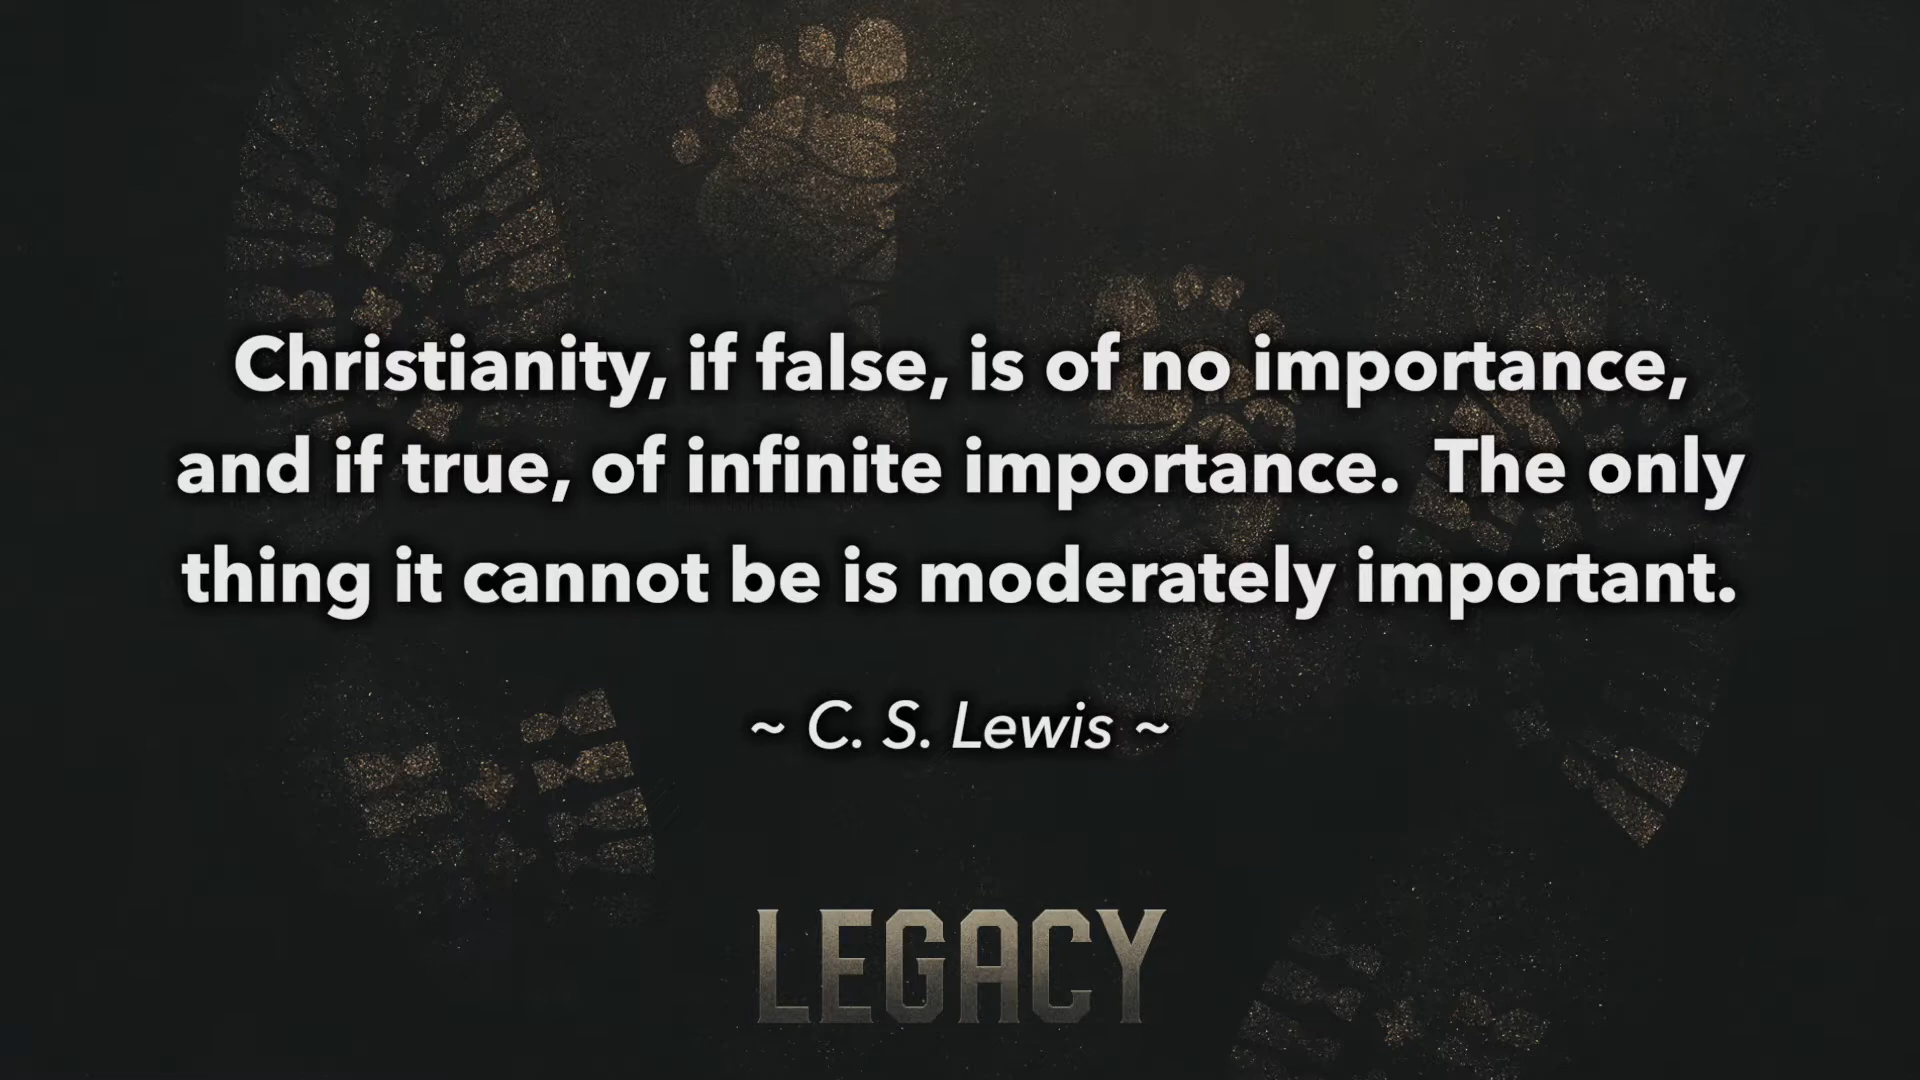 Christianity, if false, is of no importance,
and if true, of infinite importance.  The only
thing it cannot be is moderately important.
~ C. S. Lewis ~
LEGACY